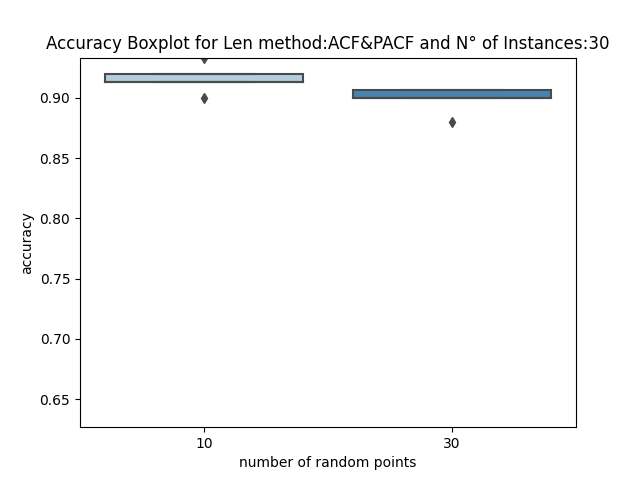 Accuracy Boxplot for Len method:ACF&PACF and N° of Instances:30
0.90
0.85
0.80
0.75
0.70
0.65
accuracy
10 30
number of random points